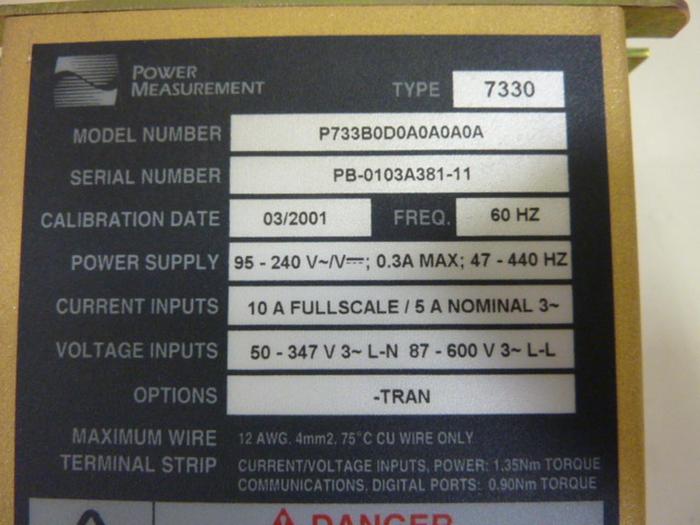 POWER
MEASUREMENT
TYPE 7330
MODEL NUMBER P733B0D0A0A0A0A
SERIAL NUMBER PB-0103A381-11
CALIBRATION DATE 03/2001 FREQ. 60 HZ
POWER SUPPLY 95 - 240 V~/V⎓; 0.3A MAX; 47 - 440 HZ
CURRENT INPUTS 10 A FULLSCALE / 5 A NOMINAL 3~
VOLTAGE INPUTS 50 - 347 V 3~ L-N 87 - 600 V 3~ L-L
OPTIONS -TRAN
MAXIMUM WIRE 12 AWG. 4mm2. 75°C CU WIRE ONLY
TERMINAL STRIP CURRENT/VOLTAGE INPUTS, POWER: 1.35Nm TORQUE
COMMUNICATIONS, DIGITAL PORTS: 0.90Nm TORQUE
DANGER